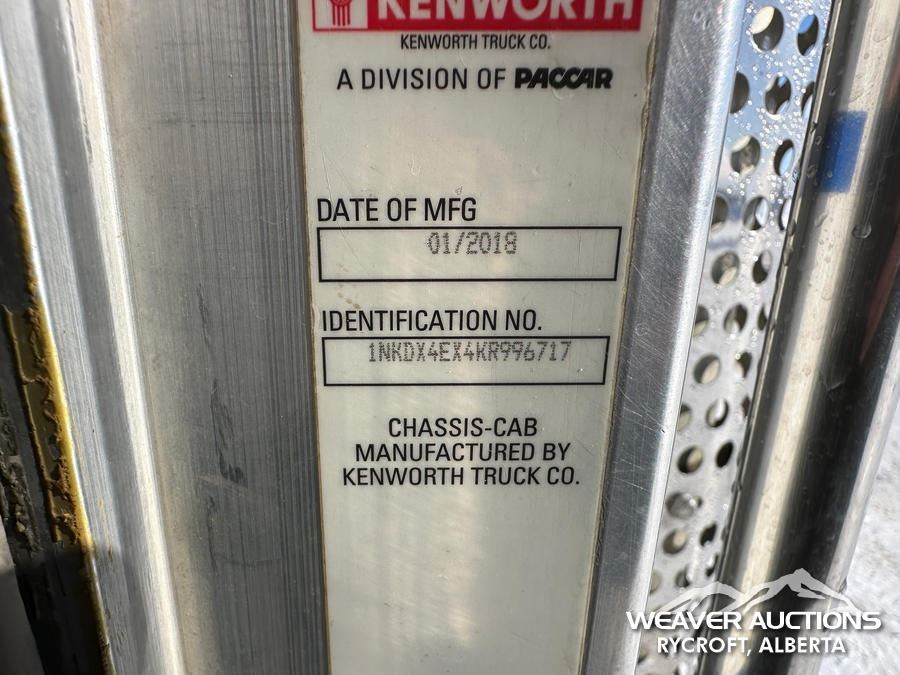 KENWORTH
KENWORTH TRUCK CO.
A DIVISION OF PACCAR
DATE OF MFG
01/2018
IDENTIFICATION NO.
1NKDX4EX4KR996717
CHASSIS-CAB
MANUFACTURED BY
KENWORTH TRUCK CO.
WEAVER AUCTIONS
RYCROFT, ALBERTA